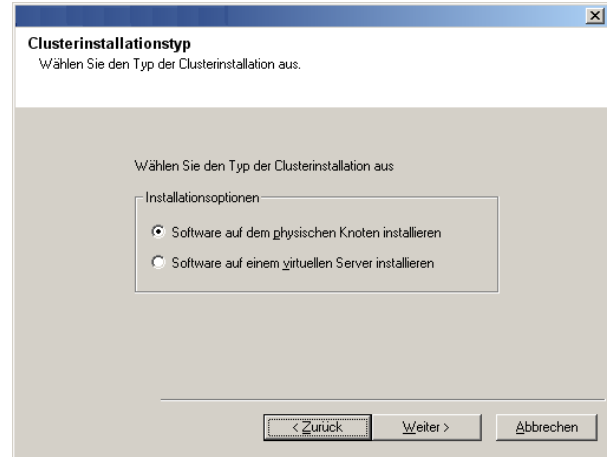 Clusterinstallationstyp
Wählen Sie den Typ der Clusterinstallation aus.
Wählen Sie den Typ der Clusterinstallation aus
Installationsoptionen
Software auf dem physischen Knoten installieren
Software auf einem virtuellen Server installieren
< Zurück   Weiter >   Abbrechen